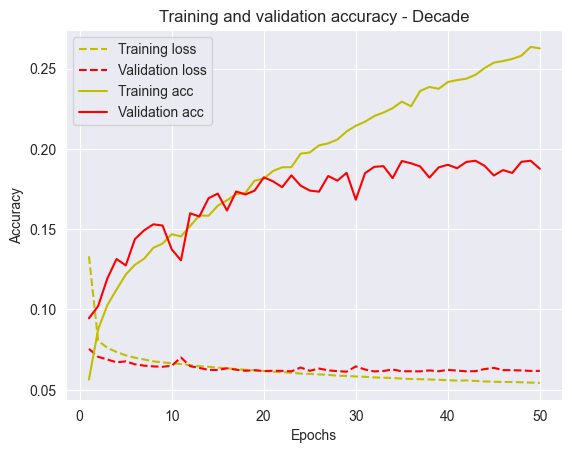 Training and validation accuracy - Decade
Training loss
Validation loss
Training acc
Validation acc
Accuracy
0.25
0.20
0.15
0.10
0.05
0
10
20
30
40
50
Epochs